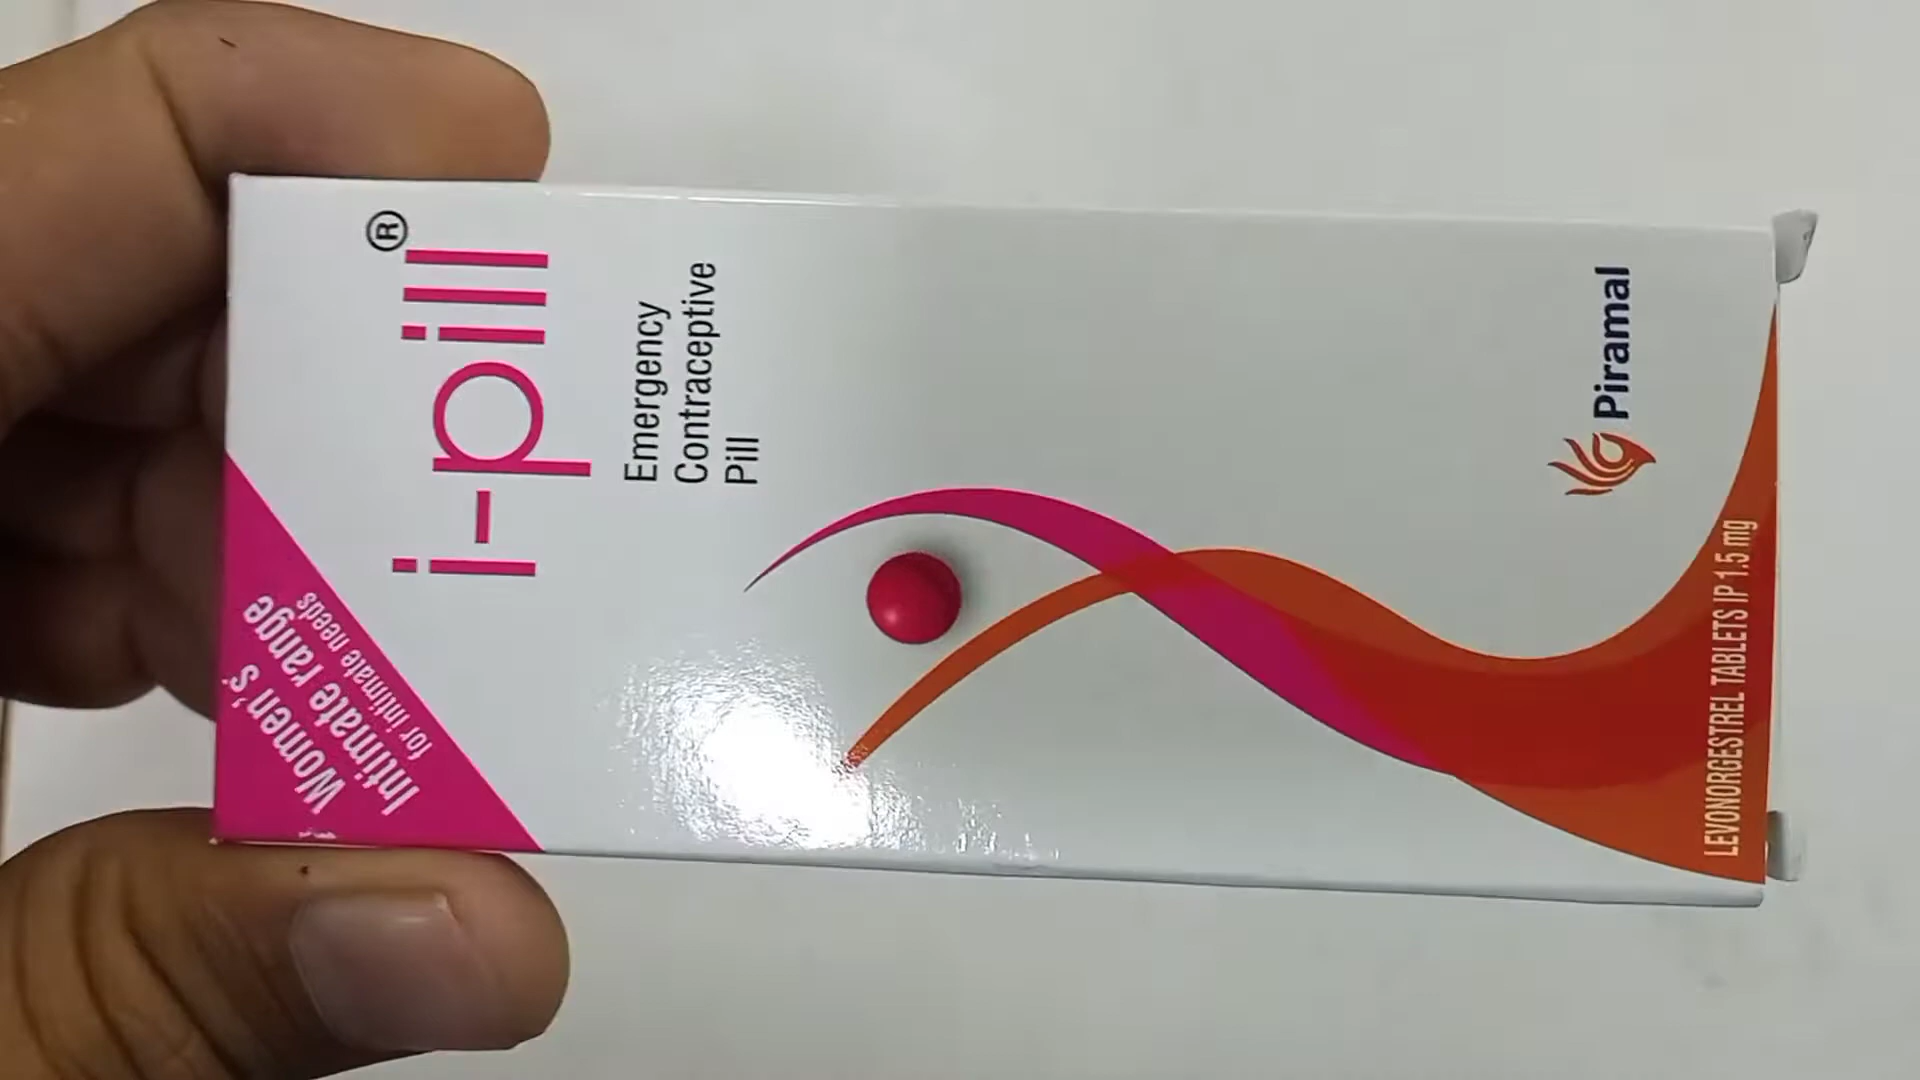 i-pill®
Emergency
Contraceptive
Pill
Women's
Intimate range
for intimate needs
Piramal
LEVONORGESTREL TABLETS IP 1.5 mg